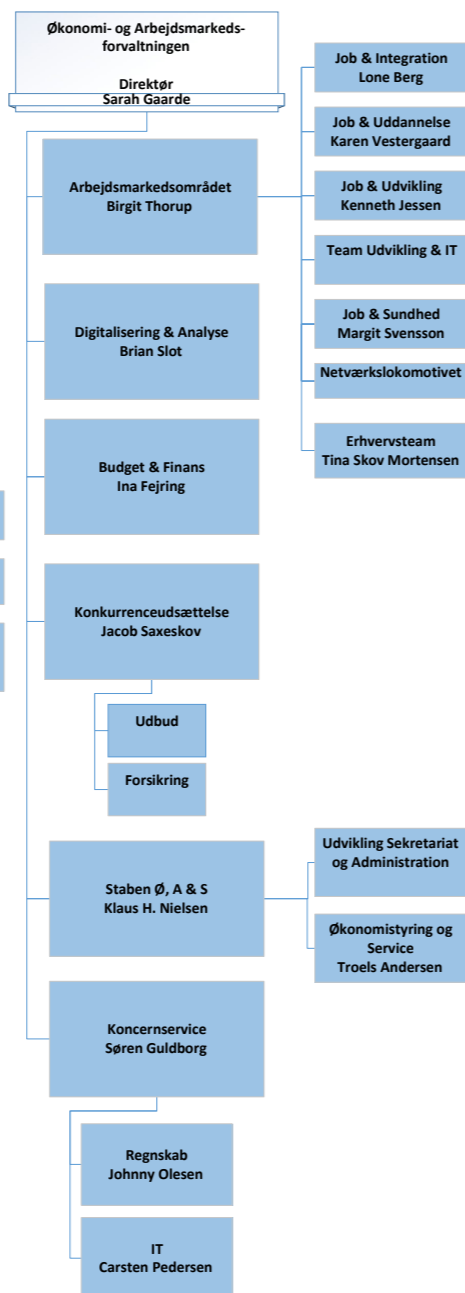 Økonomi- og Arbejdsmarkeds-
forvaltningen
Direktør
Sarah Gaarde
Arbejdsmarkedsområdet
Birgit Thorup
Job & Integration
Lone Berg
Job & Uddannelse
Karen Vestergaard
Job & Udvikling
Kenneth Jessen
Team Udvikling & IT
Job & Sundhed
Margit Svensson
Netværkslokomotivet
Erhvervsteam
Tina Skov Mortensen
Digitalisering & Analyse
Brian Slot
Budget & Finans
Ina Fejring
Konkurrenceudsættelse
Jacob Saxeskov
Udbud
Forsikring
Staben Ø, A & S
Klaus H. Nielsen
Udvikling Sekretariat
og Administration
Økonomistyring og
Service
Troels Andersen
Koncernservice
Søren Guldborg
Regnskab
Johnny Olesen
IT
Carsten Pedersen